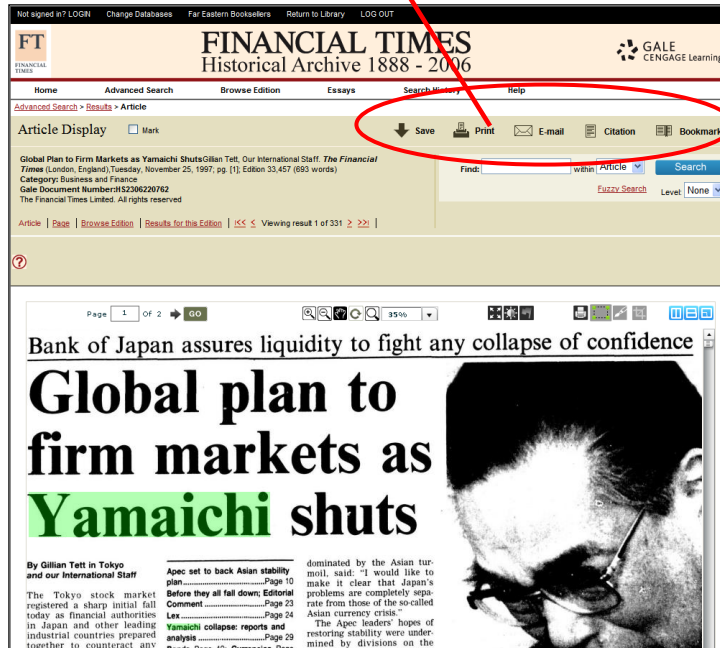 Not signed in? LOGIN Change Databases Far Eastern Booksellers Return to Library LOG OUT
FT
FINANCIAL
TIMES
FINANCIAL TIMES
Historical Archive 1888 - 2006
GALE
CENGAGE Learning
Home Advanced Search Browse Edition Essays Search History Help
Advanced Search > Results > Article
Article Display Mark Save Print E-mail Citation Bookmark
Global Plan to Firm Markets as Yamaichi ShutsGillian Tett, Our International Staff. The Financial
Times (London, England),Tuesday, November 25, 1997; pg. [1]; Edition 33,457 (693 words)
Category: Business and Finance
Gale Document Number:HS2306220762
The Financial Times Limited. All rights reserved
Find: within Article Search
Fuzzy Search Level: None
Article | Page | Browse Edition | Results for this Edition | |<< < Viewing result 1 of 331 > >>| |
?
Page 1 Of 2 GO 35%
Bank of Japan assures liquidity to fight any collapse of confidence
Global plan to
firm markets as
Yamaichi shuts
By Gillian Tett in Tokyo
and our International Staff
The Tokyo stock market
registered a sharp initial fall
today as financial authorities
in Japan and other leading
industrial countries prepared
together to counteract any
Apec set to back Asian stability
plan..............................Page 10
Before they all fall down; Editorial
Comment ......................Page 23
Lex................................Page 24
Yamaichi collapse: reports and
analysis ........................Page 29
dominated by the Asian tur-
moil, said: "I would like to
make it clear that Japan's
problems are completely sepa-
rate from those of the so-called
Asian currency crisis."
The Apec leaders' hopes of
restoring stability were under-
mined by divisions on the